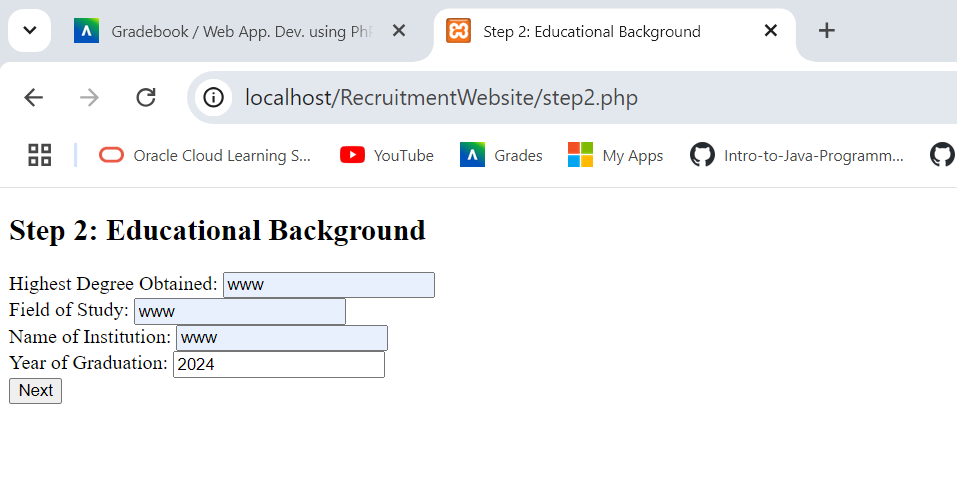 Gradebook / Web App. Dev. using PhP
Step 2: Educational Background
localhost/RecruitmentWebsite/step2.php
Oracle Cloud Learning S...
YouTube
Grades
My Apps
Intro-to-Java-Programm...
Step 2: Educational Background
Highest Degree Obtained: www
Field of Study: www
Name of Institution: www
Year of Graduation: 2024
Next